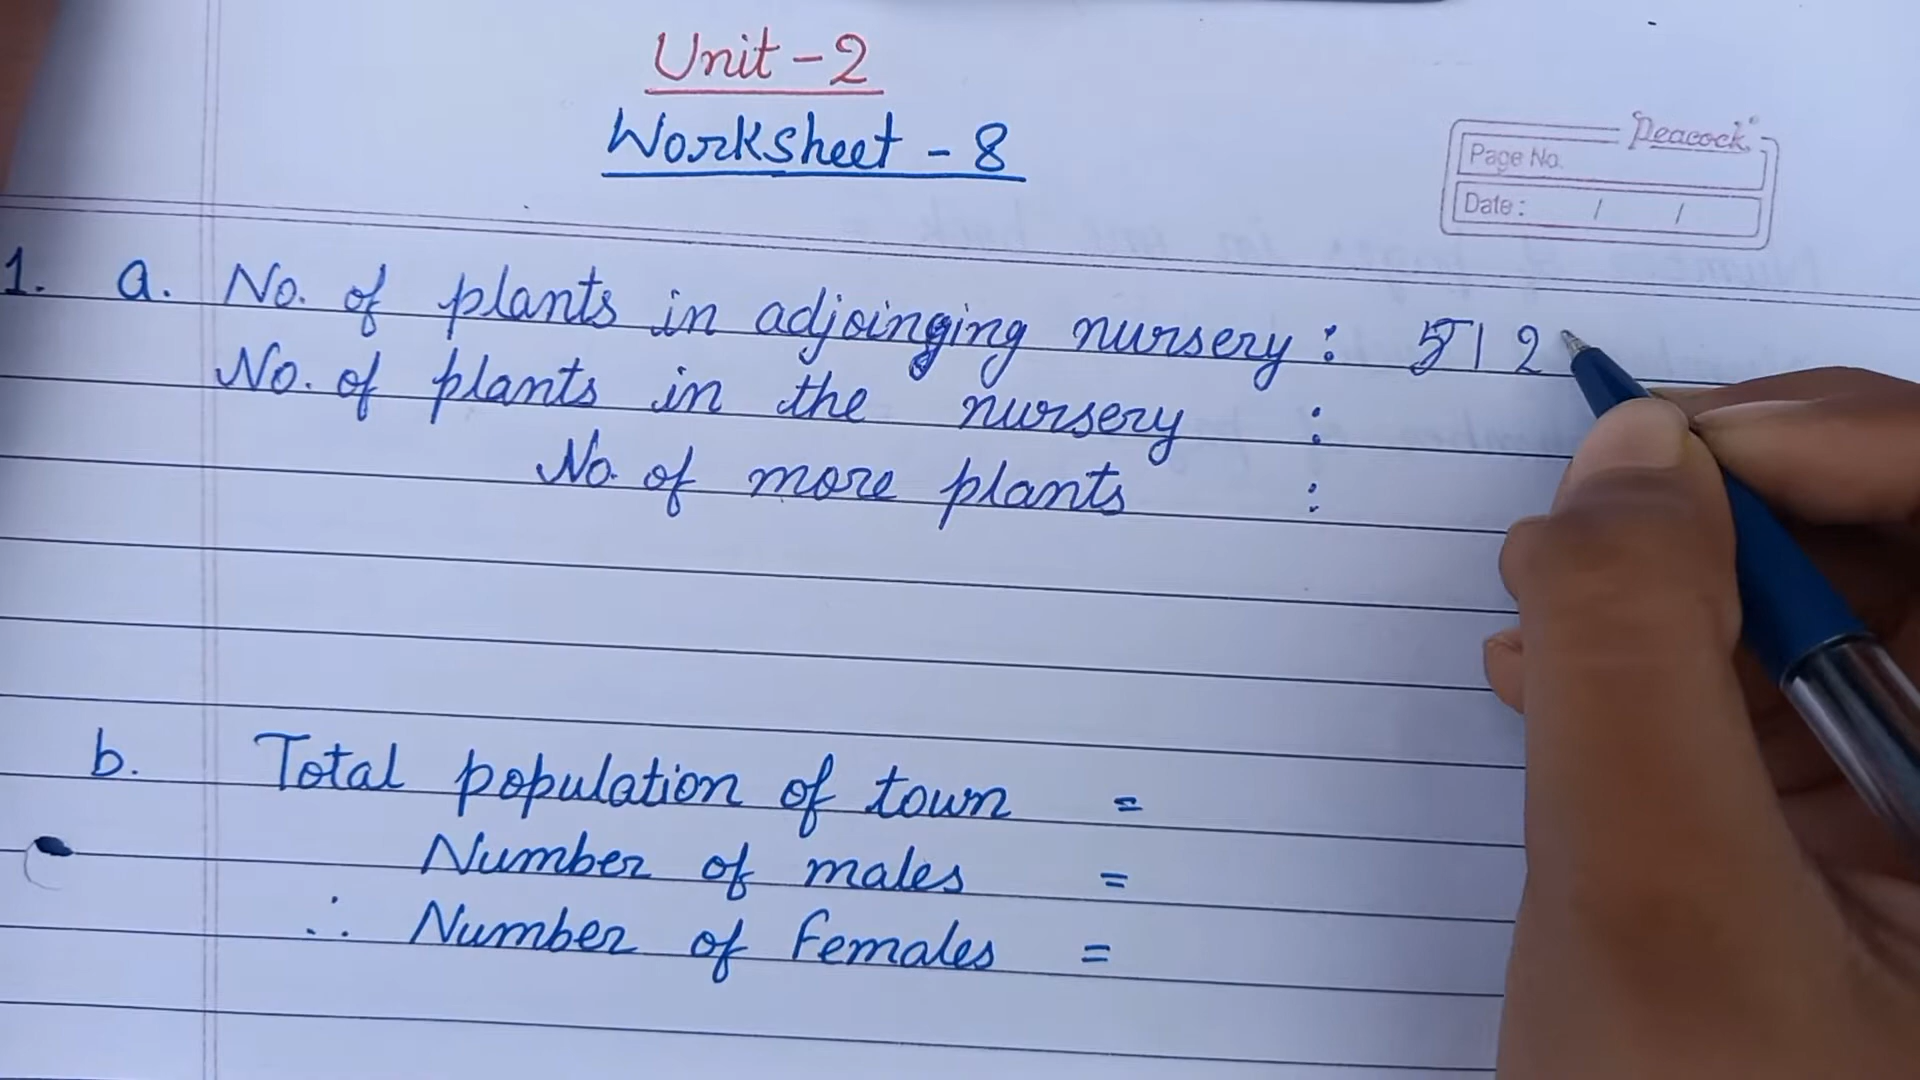 Unit - 2
Worksheet - 8
Peacock
Page No.
Date: / /
1. a. No. of plants in adjoinging nursery : 512
No. of plants in the nursery :
No. of more plants :
b. Total population of town =
Number of males =
∴ Number of females =